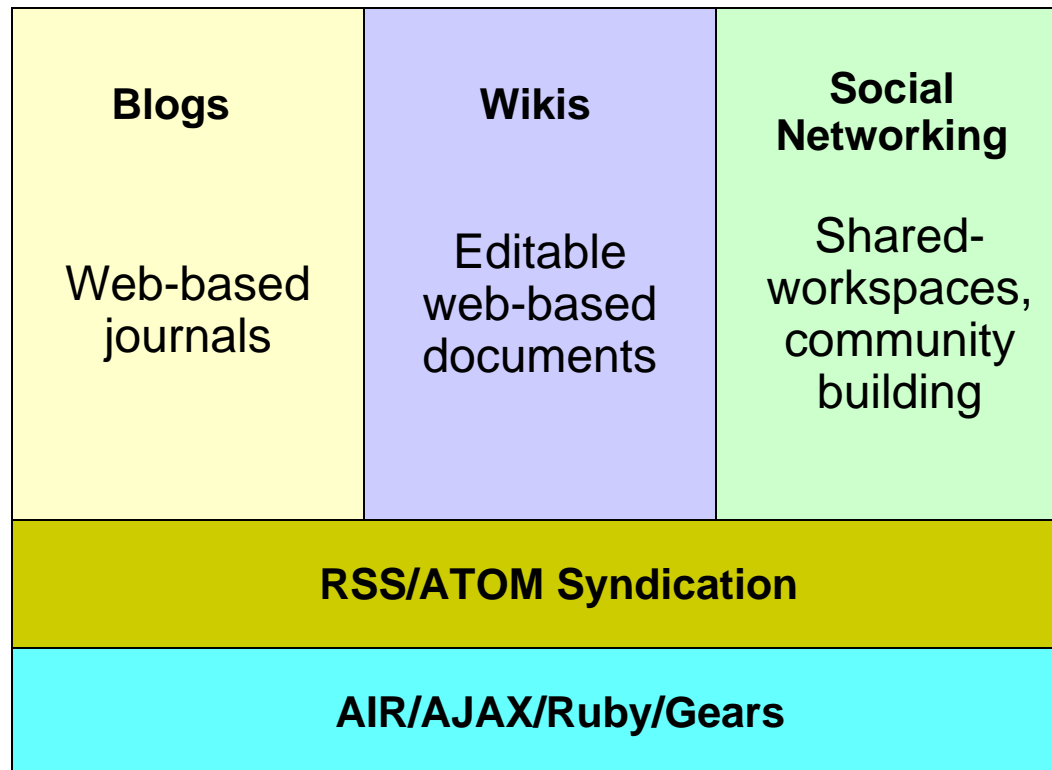 Blogs
Web-based
journals
Wikis
Editable
web-based
documents
Social
Networking
Shared-
workspaces,
community
building
RSS/ATOM Syndication
AIR/AJAX/Ruby/Gears